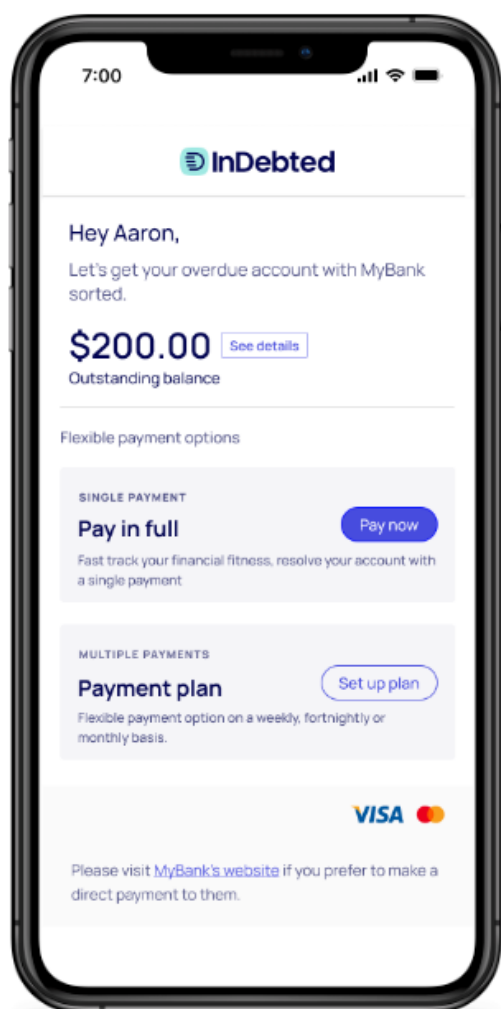 7:00
InDebted
Hey Aaron,
Let's get your overdue account with MyBank
sorted.
$200.00 See details
Outstanding balance
Flexible payment options
SINGLE PAYMENT
Pay in full Pay now
Fast track your financial fitness, resolve your account with
a single payment
MULTIPLE PAYMENTS
Payment plan Set up plan
Flexible payment option on a weekly, fortnightly or
monthly basis.
VISA
Please visit MyBank's website if you prefer to make a
direct payment to them.